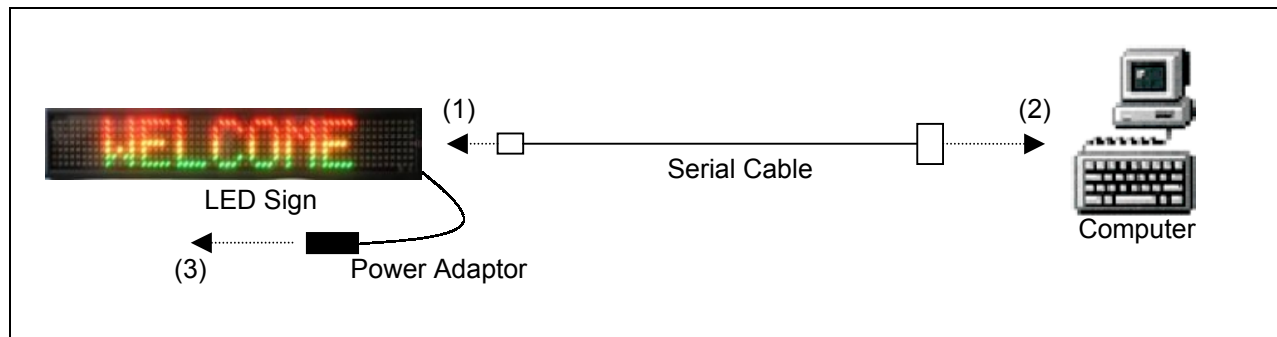 (1)
(2)
WELCOME
Serial Cable
LED Sign
Computer
(3)
Power Adaptor